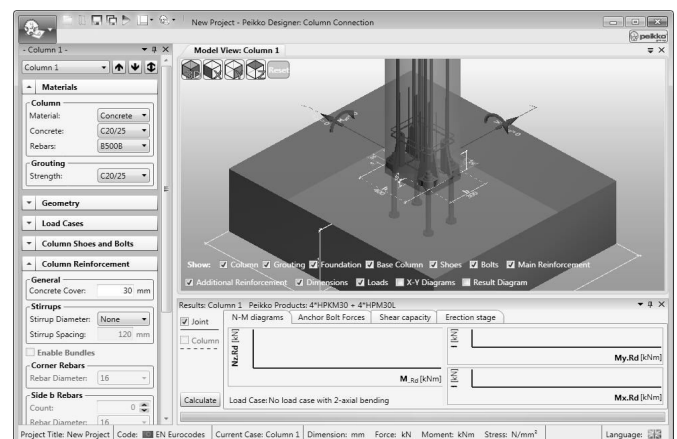 New Project - Peikko Designer: Column Connection
peikko
- Column 1 -
Column 1
Materials
Column
Material: Concrete
Concrete: C20/25
Rebars: B500B
Grouting
Strength: C20/25
Geometry
Load Cases
Column Shoes and Bolts
Column Reinforcement
General
Concrete Cover: 30 mm
Stirrups
Stirrup Diameter: None
Stirrup Spacing: 120 mm
Enable Bundles
Corner Rebars
Rebar Diameter: 16
Side b Rebars
Count: 0
Rebar Diameter: 16
Model View: Column 1
Reset
Show: Column Grouting Foundation Base Column Shoes Bolts Main Reinforcement
Additional Reinforcement Dimensions Loads X-Y Diagrams Result Diagram
Results: Column 1 Peikko Products: 4*HPKM30 + 4*HPM30L
Joint
Column
N-M diagrams Anchor Bolt Forces Shear capacity Erection stage
Nz.Rd [kN]
M_Rd [kNm]
My.Rd [kNm]
Mx.Rd [kNm]
Calculate
Load Case: No load case with 2-axial bending
Project Title: New Project Code: EN Eurocodes Current Case: Column 1 Dimension: mm Force: kN Moment: kNm Stress: N/mm² Language: